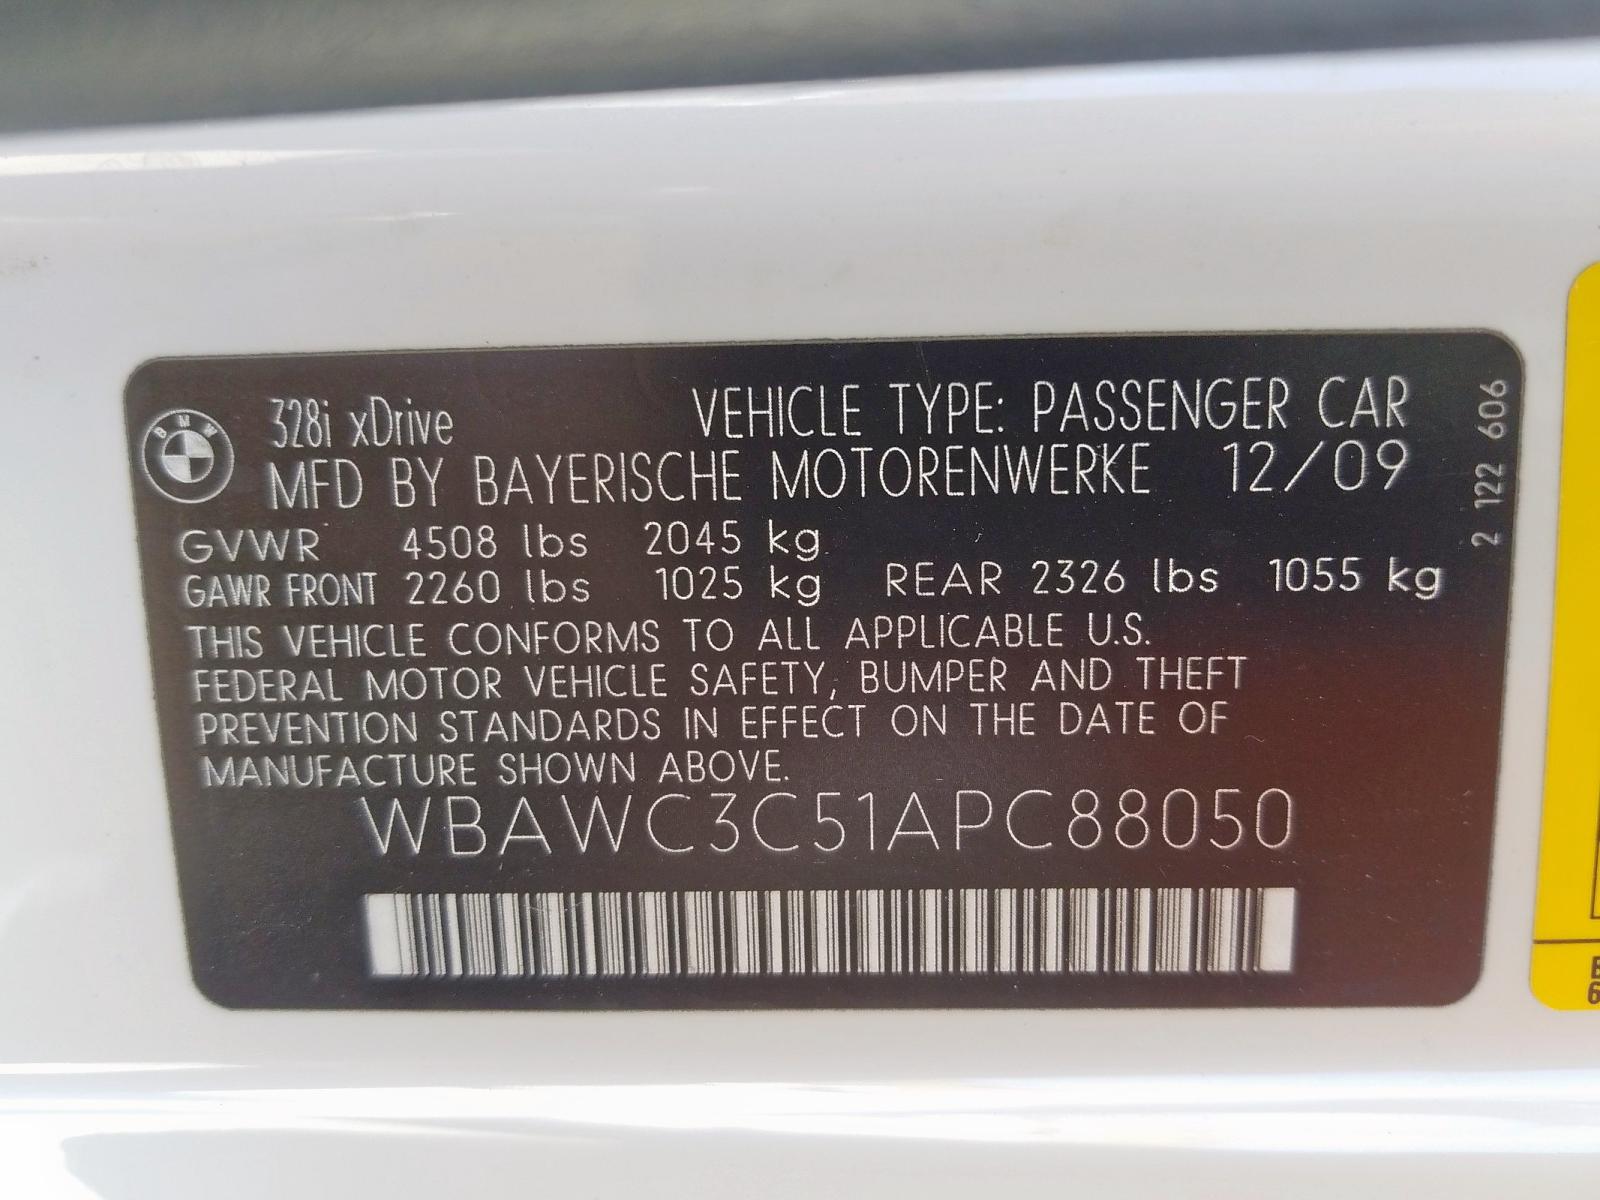 BMW
328i xDrive VEHICLE TYPE: PASSENGER CAR
MFD BY BAYERISCHE MOTORENWERKE 12/09
GVWR 4508 lbs 2045 kg
GAWR FRONT 2260 lbs 1025 kg REAR 2326 lbs 1055 kg
THIS VEHICLE CONFORMS TO ALL APPLICABLE U.S.
FEDERAL MOTOR VEHICLE SAFETY, BUMPER AND THEFT
PREVENTION STANDARDS IN EFFECT ON THE DATE OF
MANUFACTURE SHOWN ABOVE.
WBAWC3C51APC88050
2 122 606